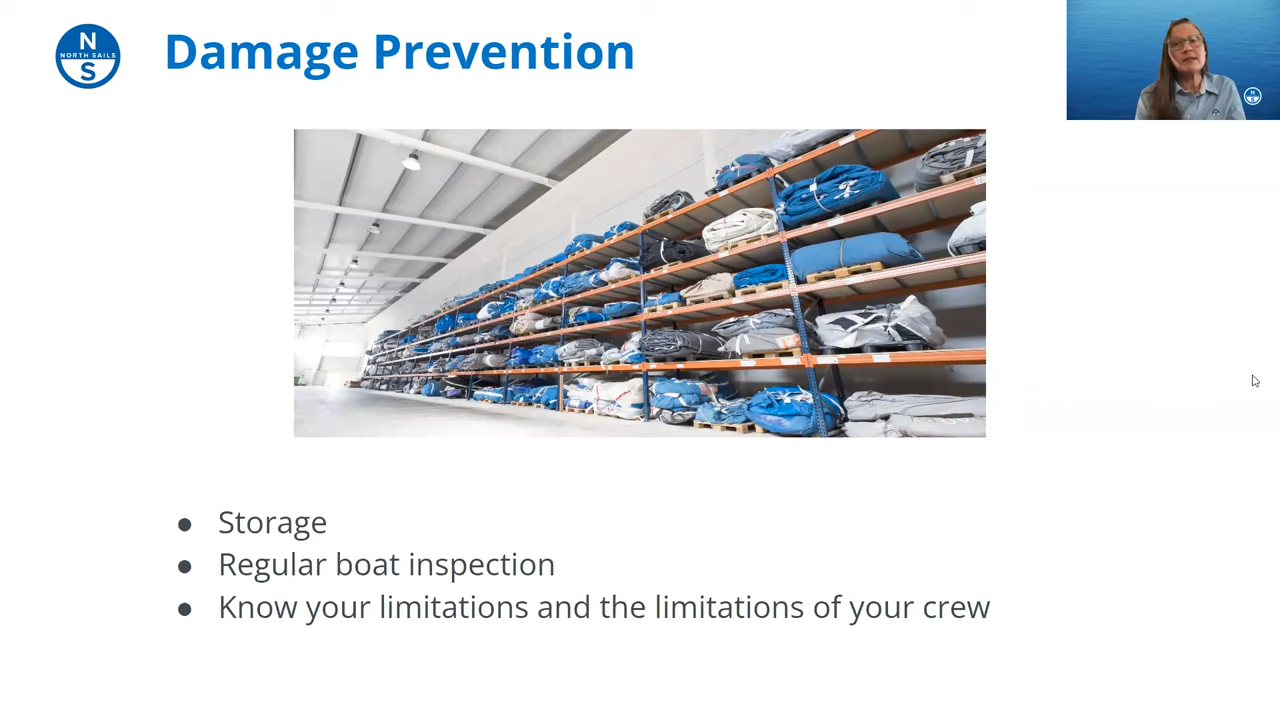 N
NORTH SAILS
S
Damage Prevention
N
S
● Storage
● Regular boat inspection
● Know your limitations and the limitations of your crew